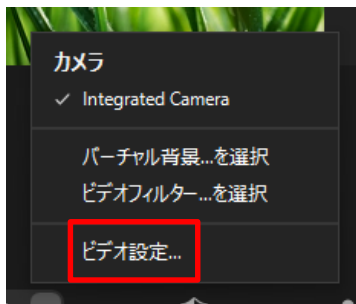 カメラ
✓ Integrated Camera
バーチャル背景...を選択
ビデオフィルター...を選択
ビデオ設定...